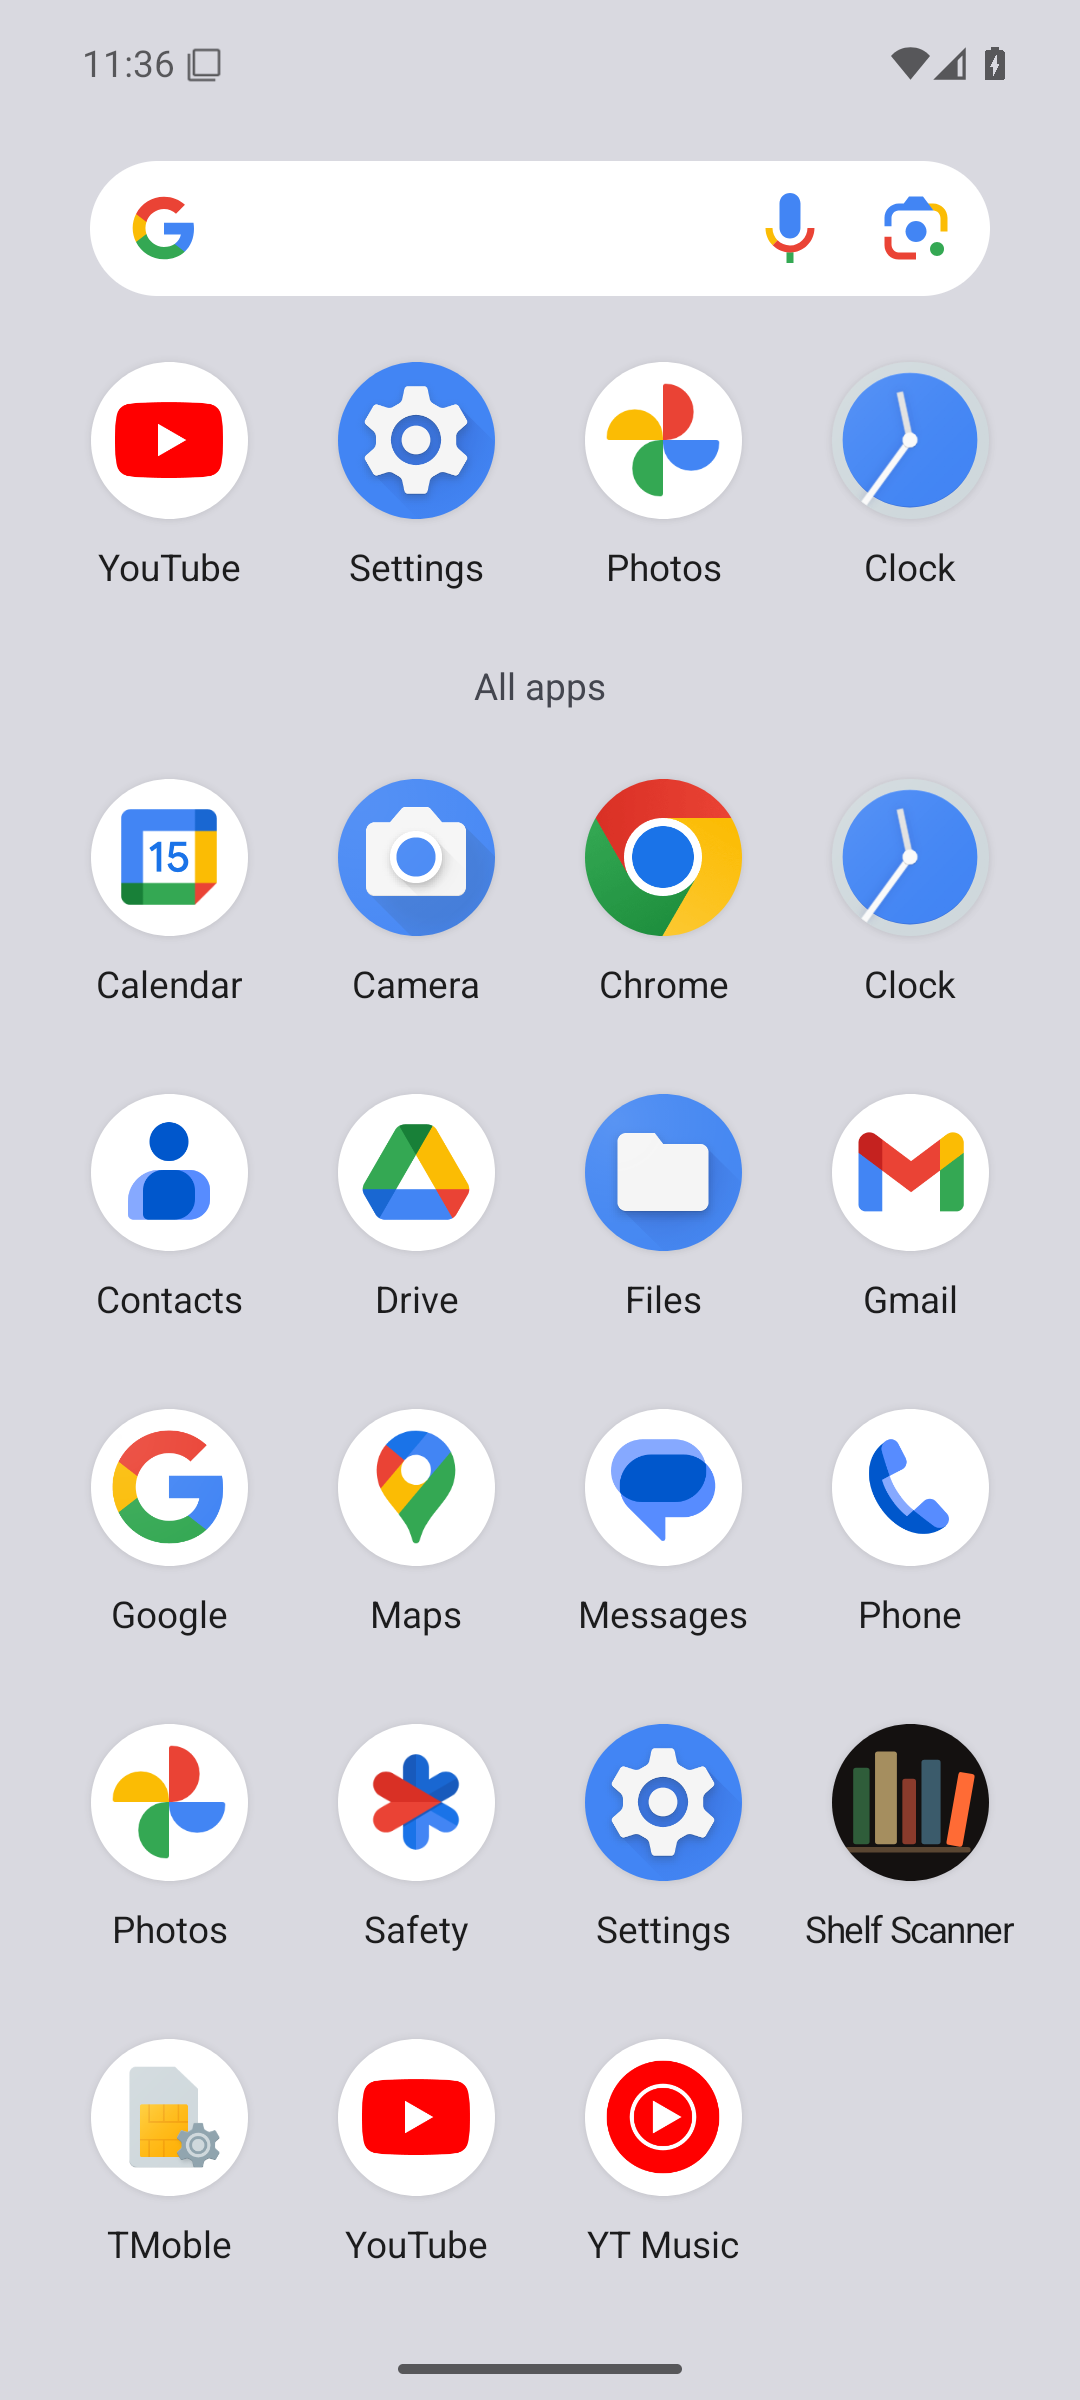 11:36
YouTube Settings Photos Clock
All apps
15
Calendar Camera Chrome Clock
Contacts Drive Files Gmail
Google Maps Messages Phone
Photos Safety Settings Shelf Scanner
TMoble YouTube YT Music